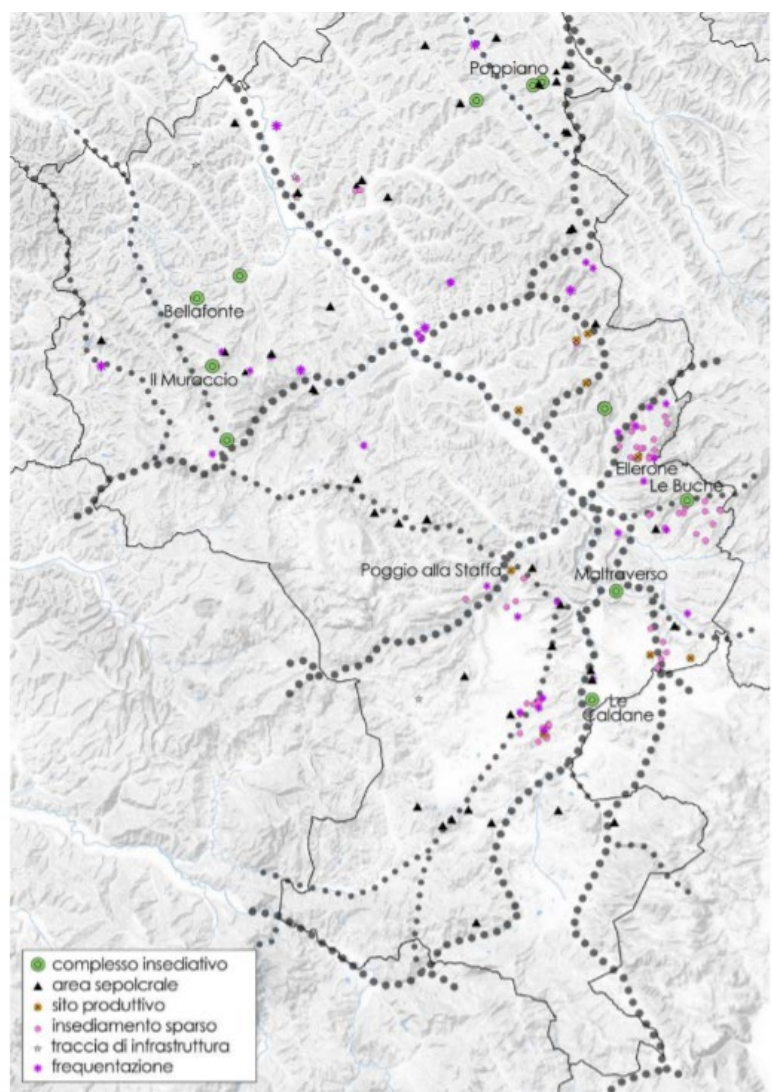 Poppiano
Bellafonte
Il Muraccio
Ellerone
Le Buche
Poggio alla Staffa
Maltraverso
Le
Caldane
complesso insediativo
area sepolcrale
sito produttivo
insediamento sparso
traccia di infrastruttura
frequentazione